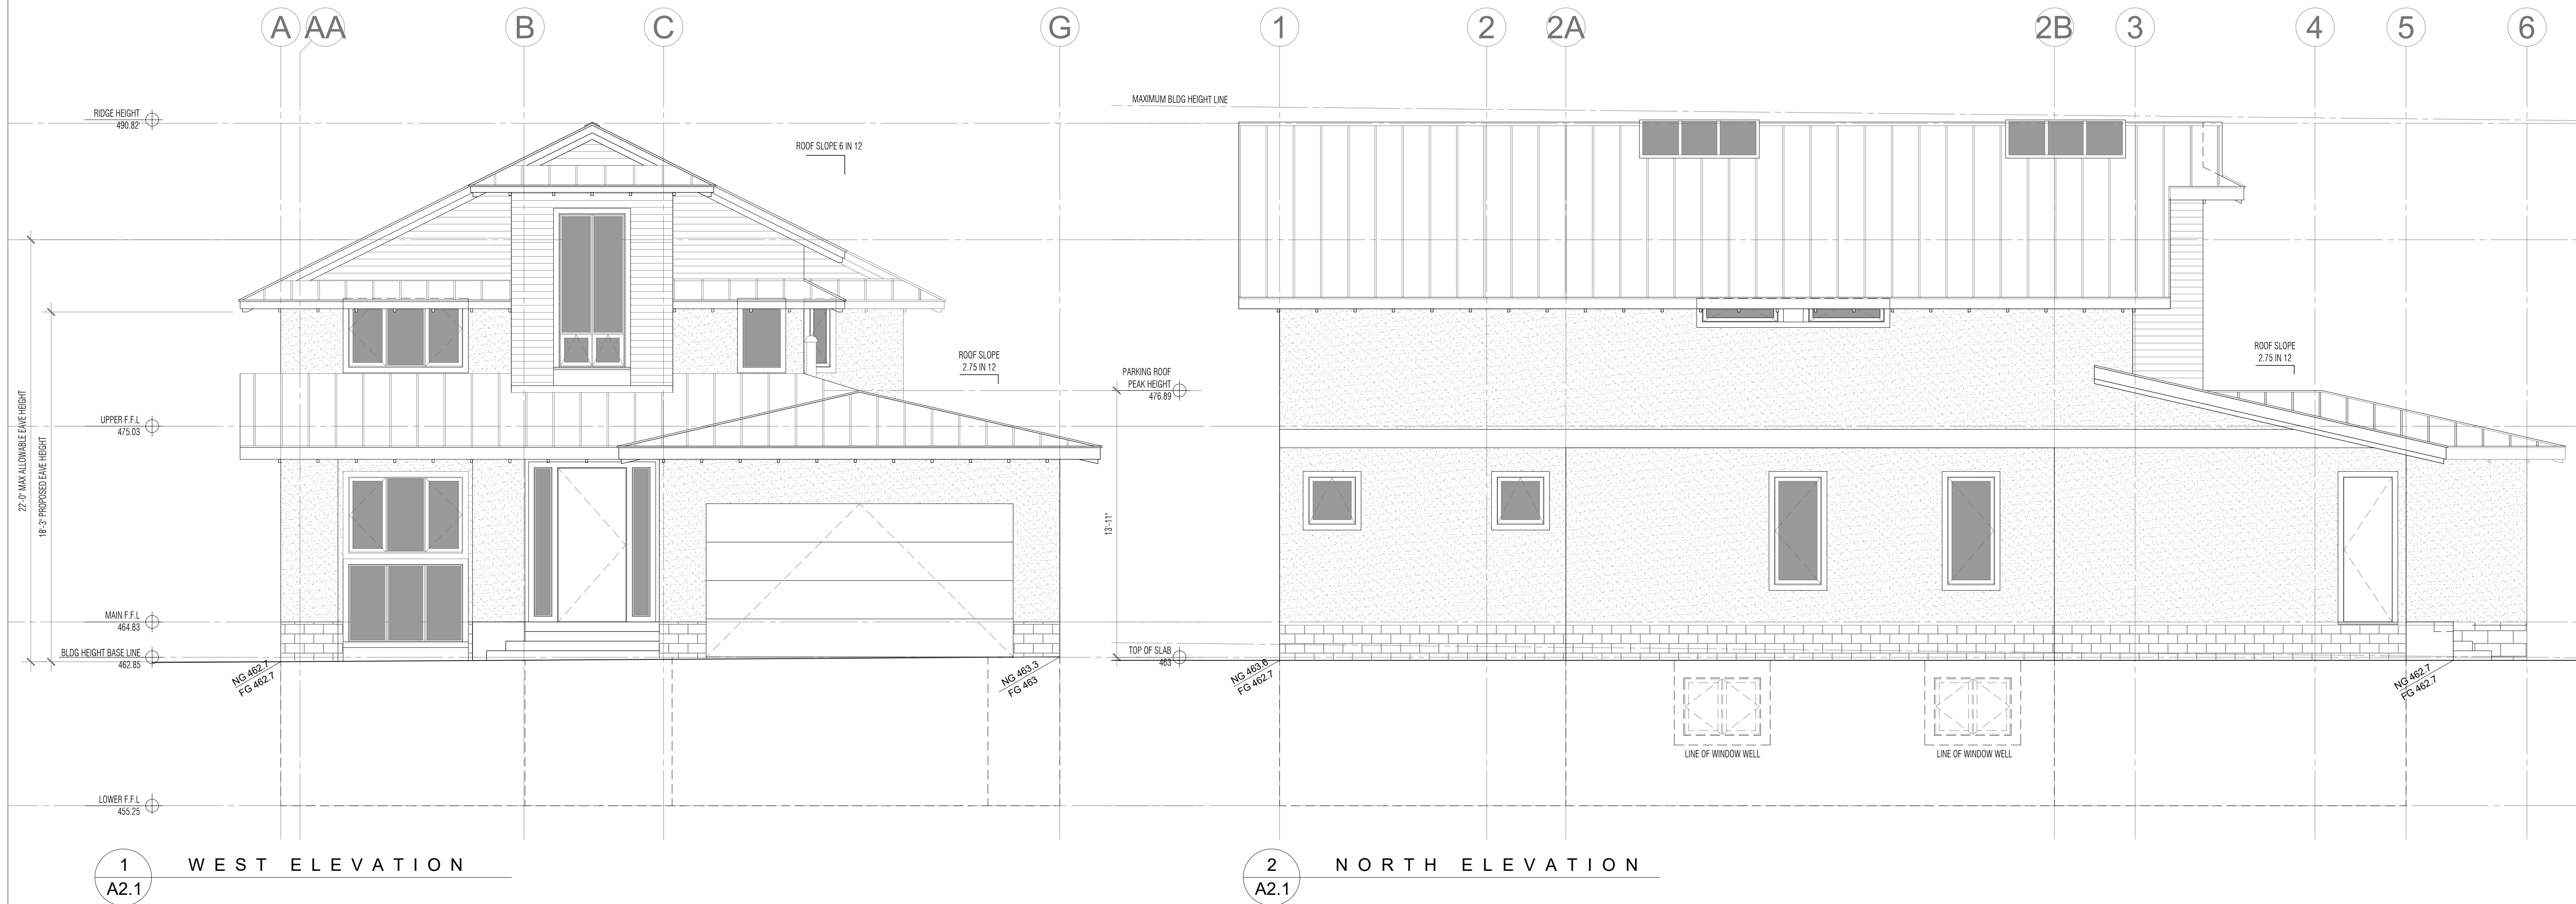 A
AA
B
C
G
1
2
2A
2B
3
4
5
6
RIDGE HEIGHT
490.82
MAXIMUM BLDG HEIGHT LINE
ROOF SLOPE 6 IN 12
22'-0" MAX ALLOWABLE EAVE HEIGHT
18'-3" PROPOSED EAVE HEIGHT
ROOF SLOPE
2.75 IN 12
PARKING ROOF
PEAK HEIGHT
476.89
ROOF SLOPE
2.75 IN 12
UPPER F.F.L
475.03
13'-11"
MAIN F.F.L
464.83
BLDG HEIGHT BASE LINE
462.85
TOP OF SLAB
463
NG 462.7
FG 462.7
NG 463.3
FG 463
NG 463.6
FG 462.7
NG 462.7
FG 462.7
LINE OF WINDOW WELL
LINE OF WINDOW WELL
LOWER F.F.L
455.25
1
A2.1
WEST ELEVATION
2
A2.1
NORTH ELEVATION